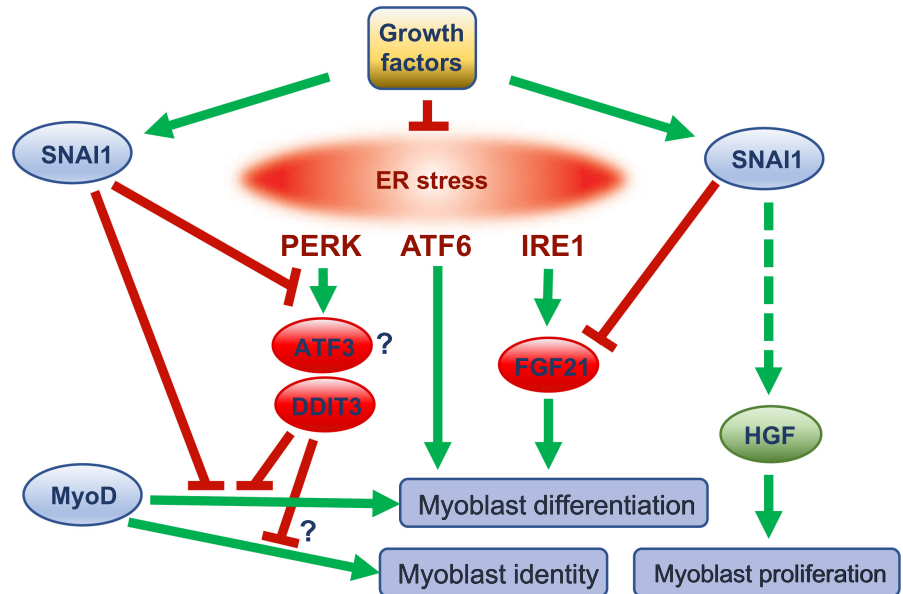 Growth
factors
SNAI1
SNAI1
ER stress
PERK
ATF6
IRE1
ATF3
?
FGF21
DDIT3
HGF
MyoD
Myoblast differentiation
?
Myoblast identity
Myoblast proliferation